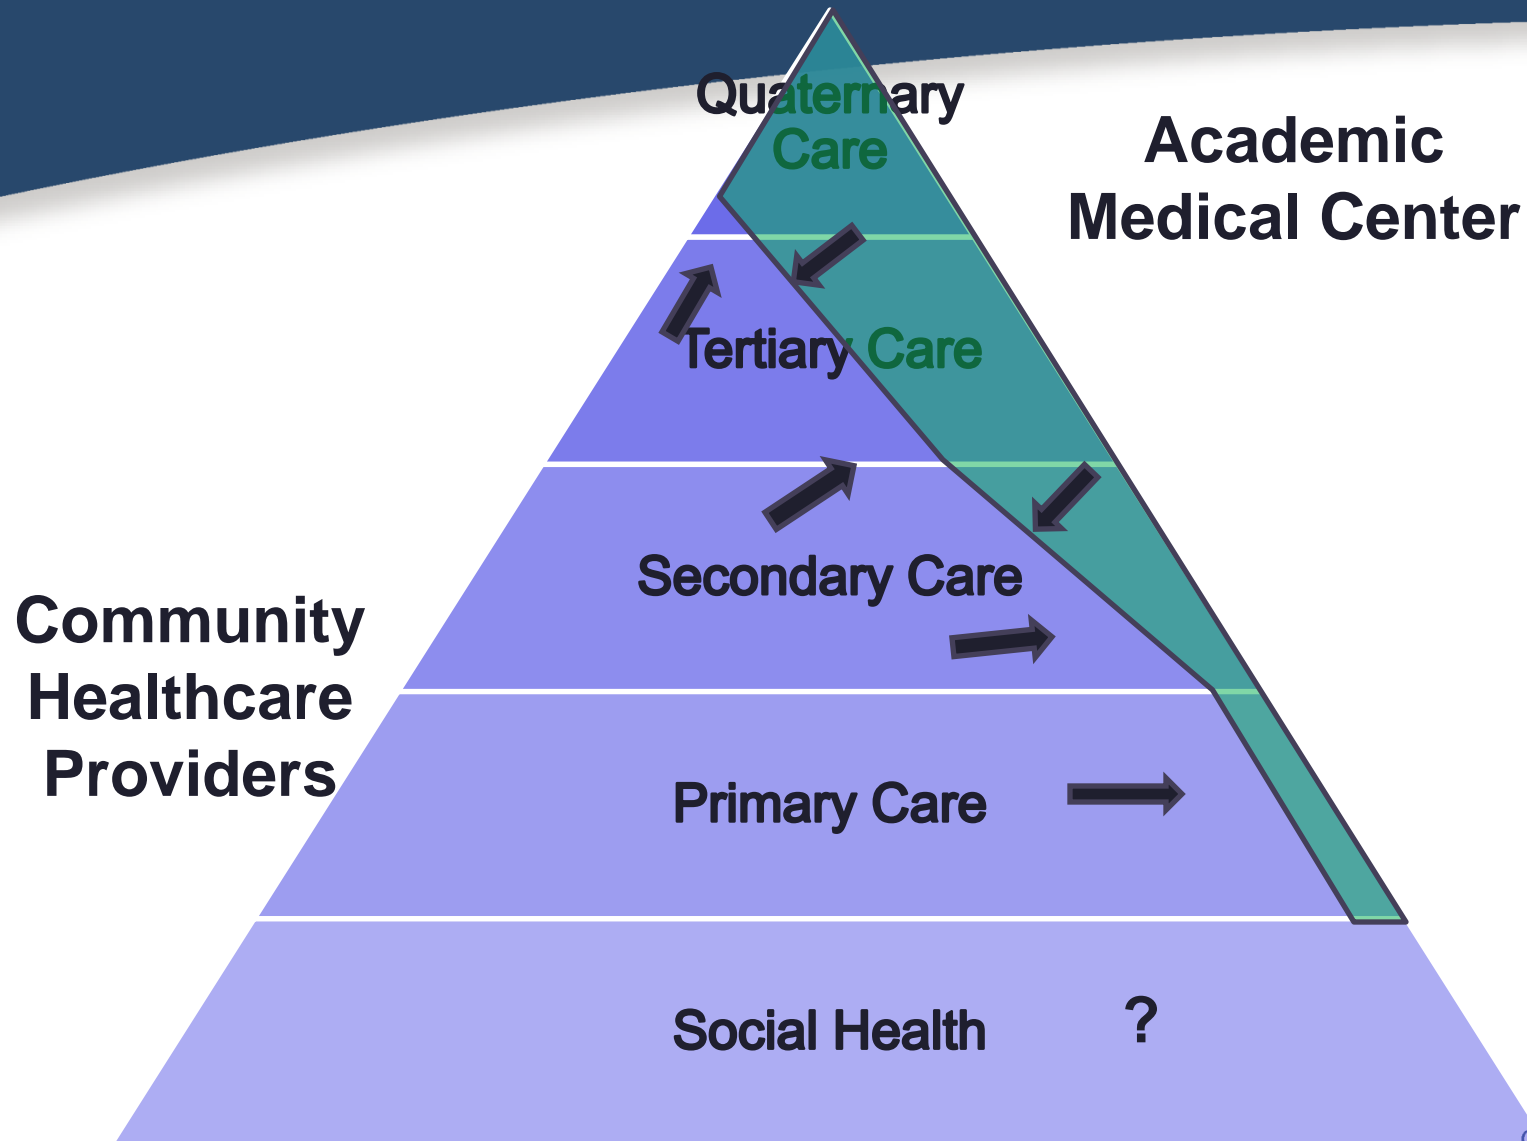 Quaternary
Care
Academic
Medical Center
Tertiary Care
Secondary Care
Community
Healthcare
Providers
Primary Care
Social Health
?